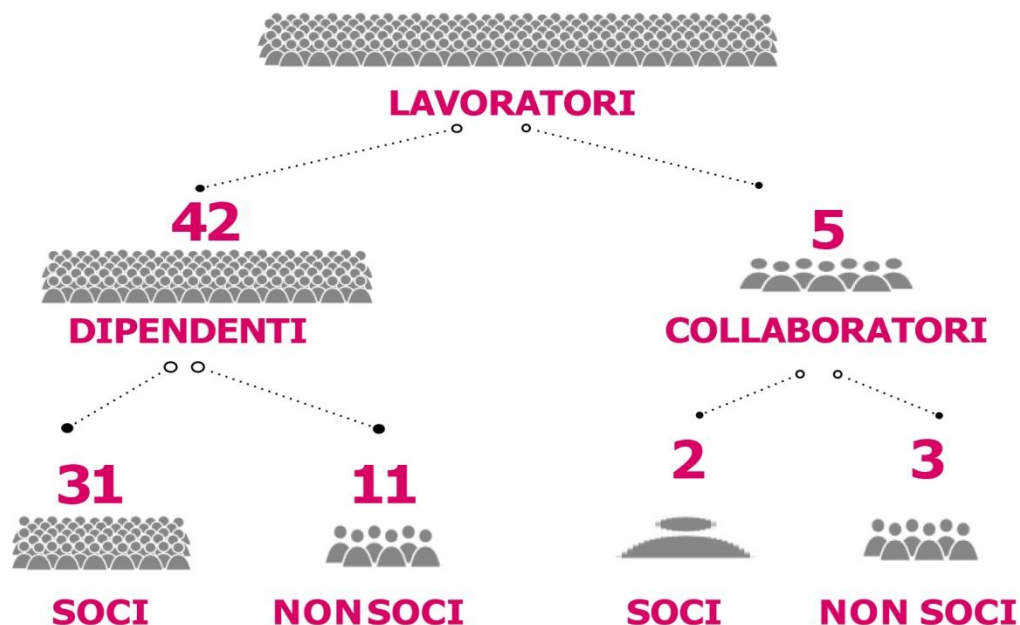 LAVORATORI
42 5
DIPENDENTI COLLABORATORI
31 11 2 3
SOCI NON SOCI SOCI NON SOCI